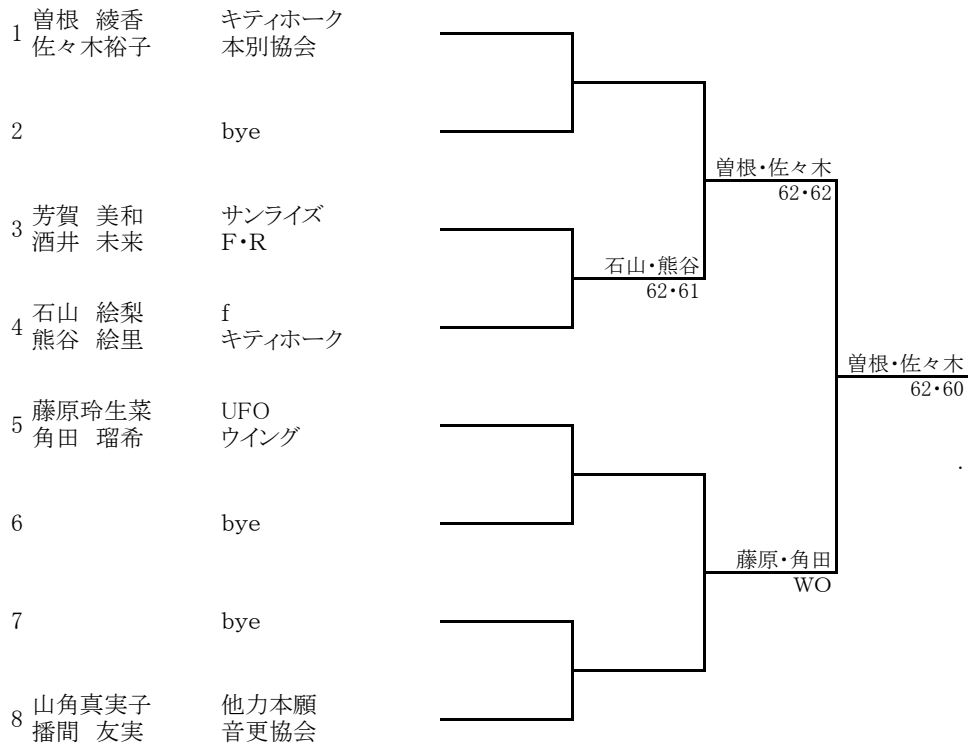 1 曽根 綾香 キティホーク
佐々木裕子 本別協会
2 bye
曽根・佐々木
62・62
3 芳賀 美和 サンライズ
酒井 未来 F・R
石山・熊谷
62・61
4 石山 絵梨 f
熊谷 絵里 キティホーク
曽根・佐々木
62・60
5 藤原玲生菜 UFO
角田 瑠希 ウイング
.
6 bye
藤原・角田
WO
7 bye
8 山角真実子 他力本願
播間 友実 音更協会